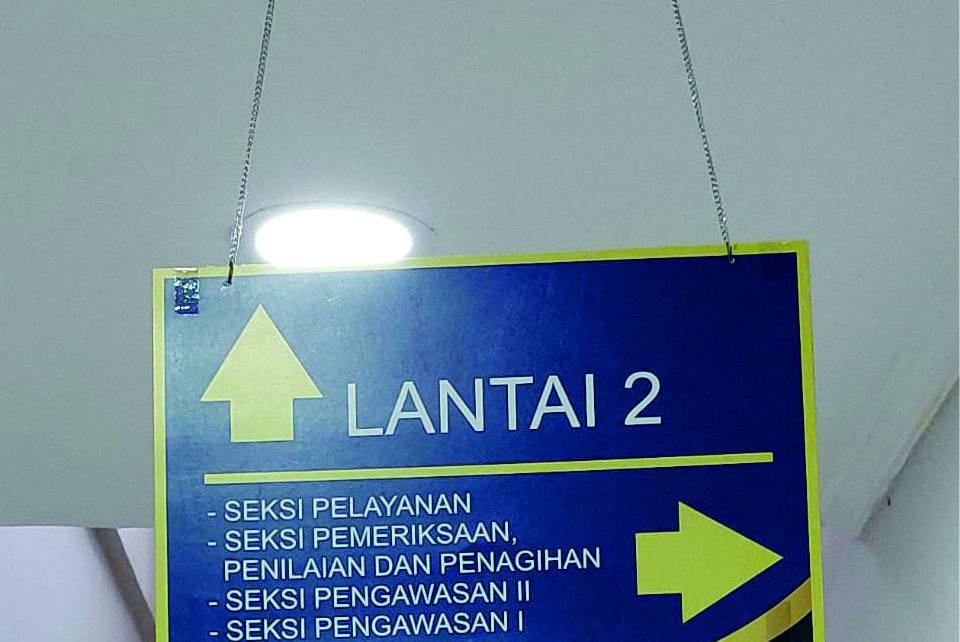 LANTAI 2
- SEKSI PELAYANAN
- SEKSI PEMERIKSAAN,
PENILAIAN DAN PENAGIHAN
- SEKSI PENGAWASAN II
- SEKSI PENGAWASAN I